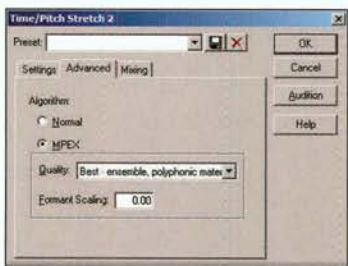 Time/Pitch Stretch 2
Preset:
OK
Settings
Advanced
Mixing
Cancel
Algorithm:
Audition
Normal
Help
MPEX
Quality: Best - ensemble, polyphonic mater
Formant Scaling: 0.00